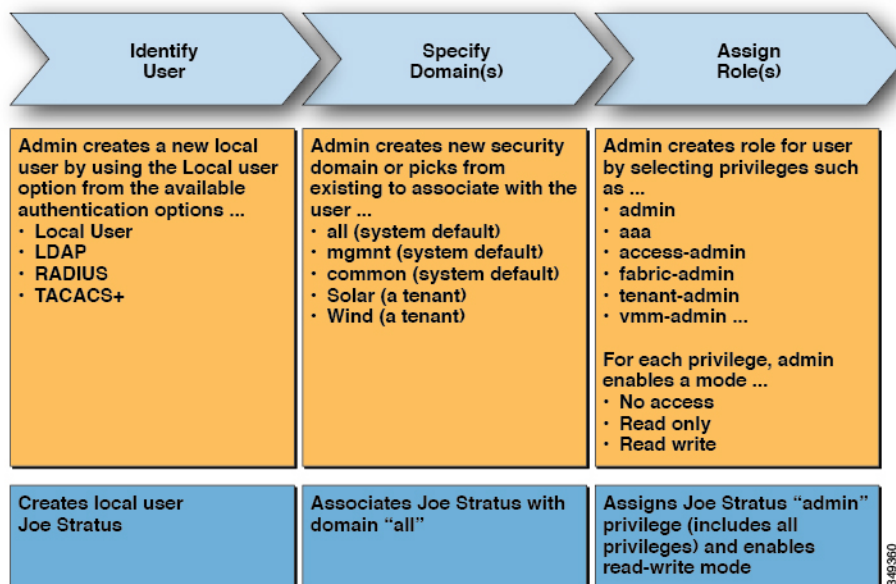 Identify
User
Specify
Domain(s)
Assign
Role(s)
Admin creates a new local
user by using the Local user
option from the available
authentication options ...
• Local User
• LDAP
• RADIUS
• TACACS+
Admin creates new security
domain or picks from
existing to associate with the
user ...
• all (system default)
• mgmnt (system default)
• common (system default)
• Solar (a tenant)
• Wind (a tenant)
Admin creates role for user
by selecting privileges such
as ...
• admin
• aaa
• access-admin
• fabric-admin
• tenant-admin
• vmm-admin ...
For each privilege, admin
enables a mode ...
• No access
• Read only
• Read write
Creates local user
Joe Stratus
Associates Joe Stratus with
domain “all”
Assigns Joe Stratus “admin”
privilege (includes all
privileges) and enables
read-write mode
349360